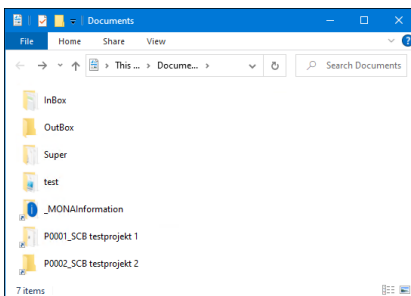 Documents
File Home Share View
This ... Docume...
Search Documents
InBox
OutBox
Super
test
_MONAInformation
P0001_SCB testprojekt 1
P0002_SCB testprojekt 2
7 items